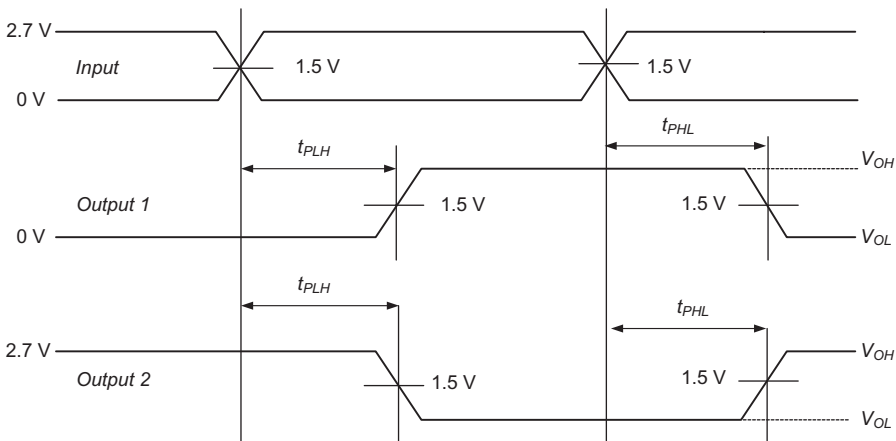 2.7 V
Input
1.5 V
1.5 V
0 V
tPLH
tPHL
VOH
Output 1
1.5 V
1.5 V
0 V
VOL
tPLH
tPHL
2.7 V
VOH
Output 2
1.5 V
1.5 V
VOL